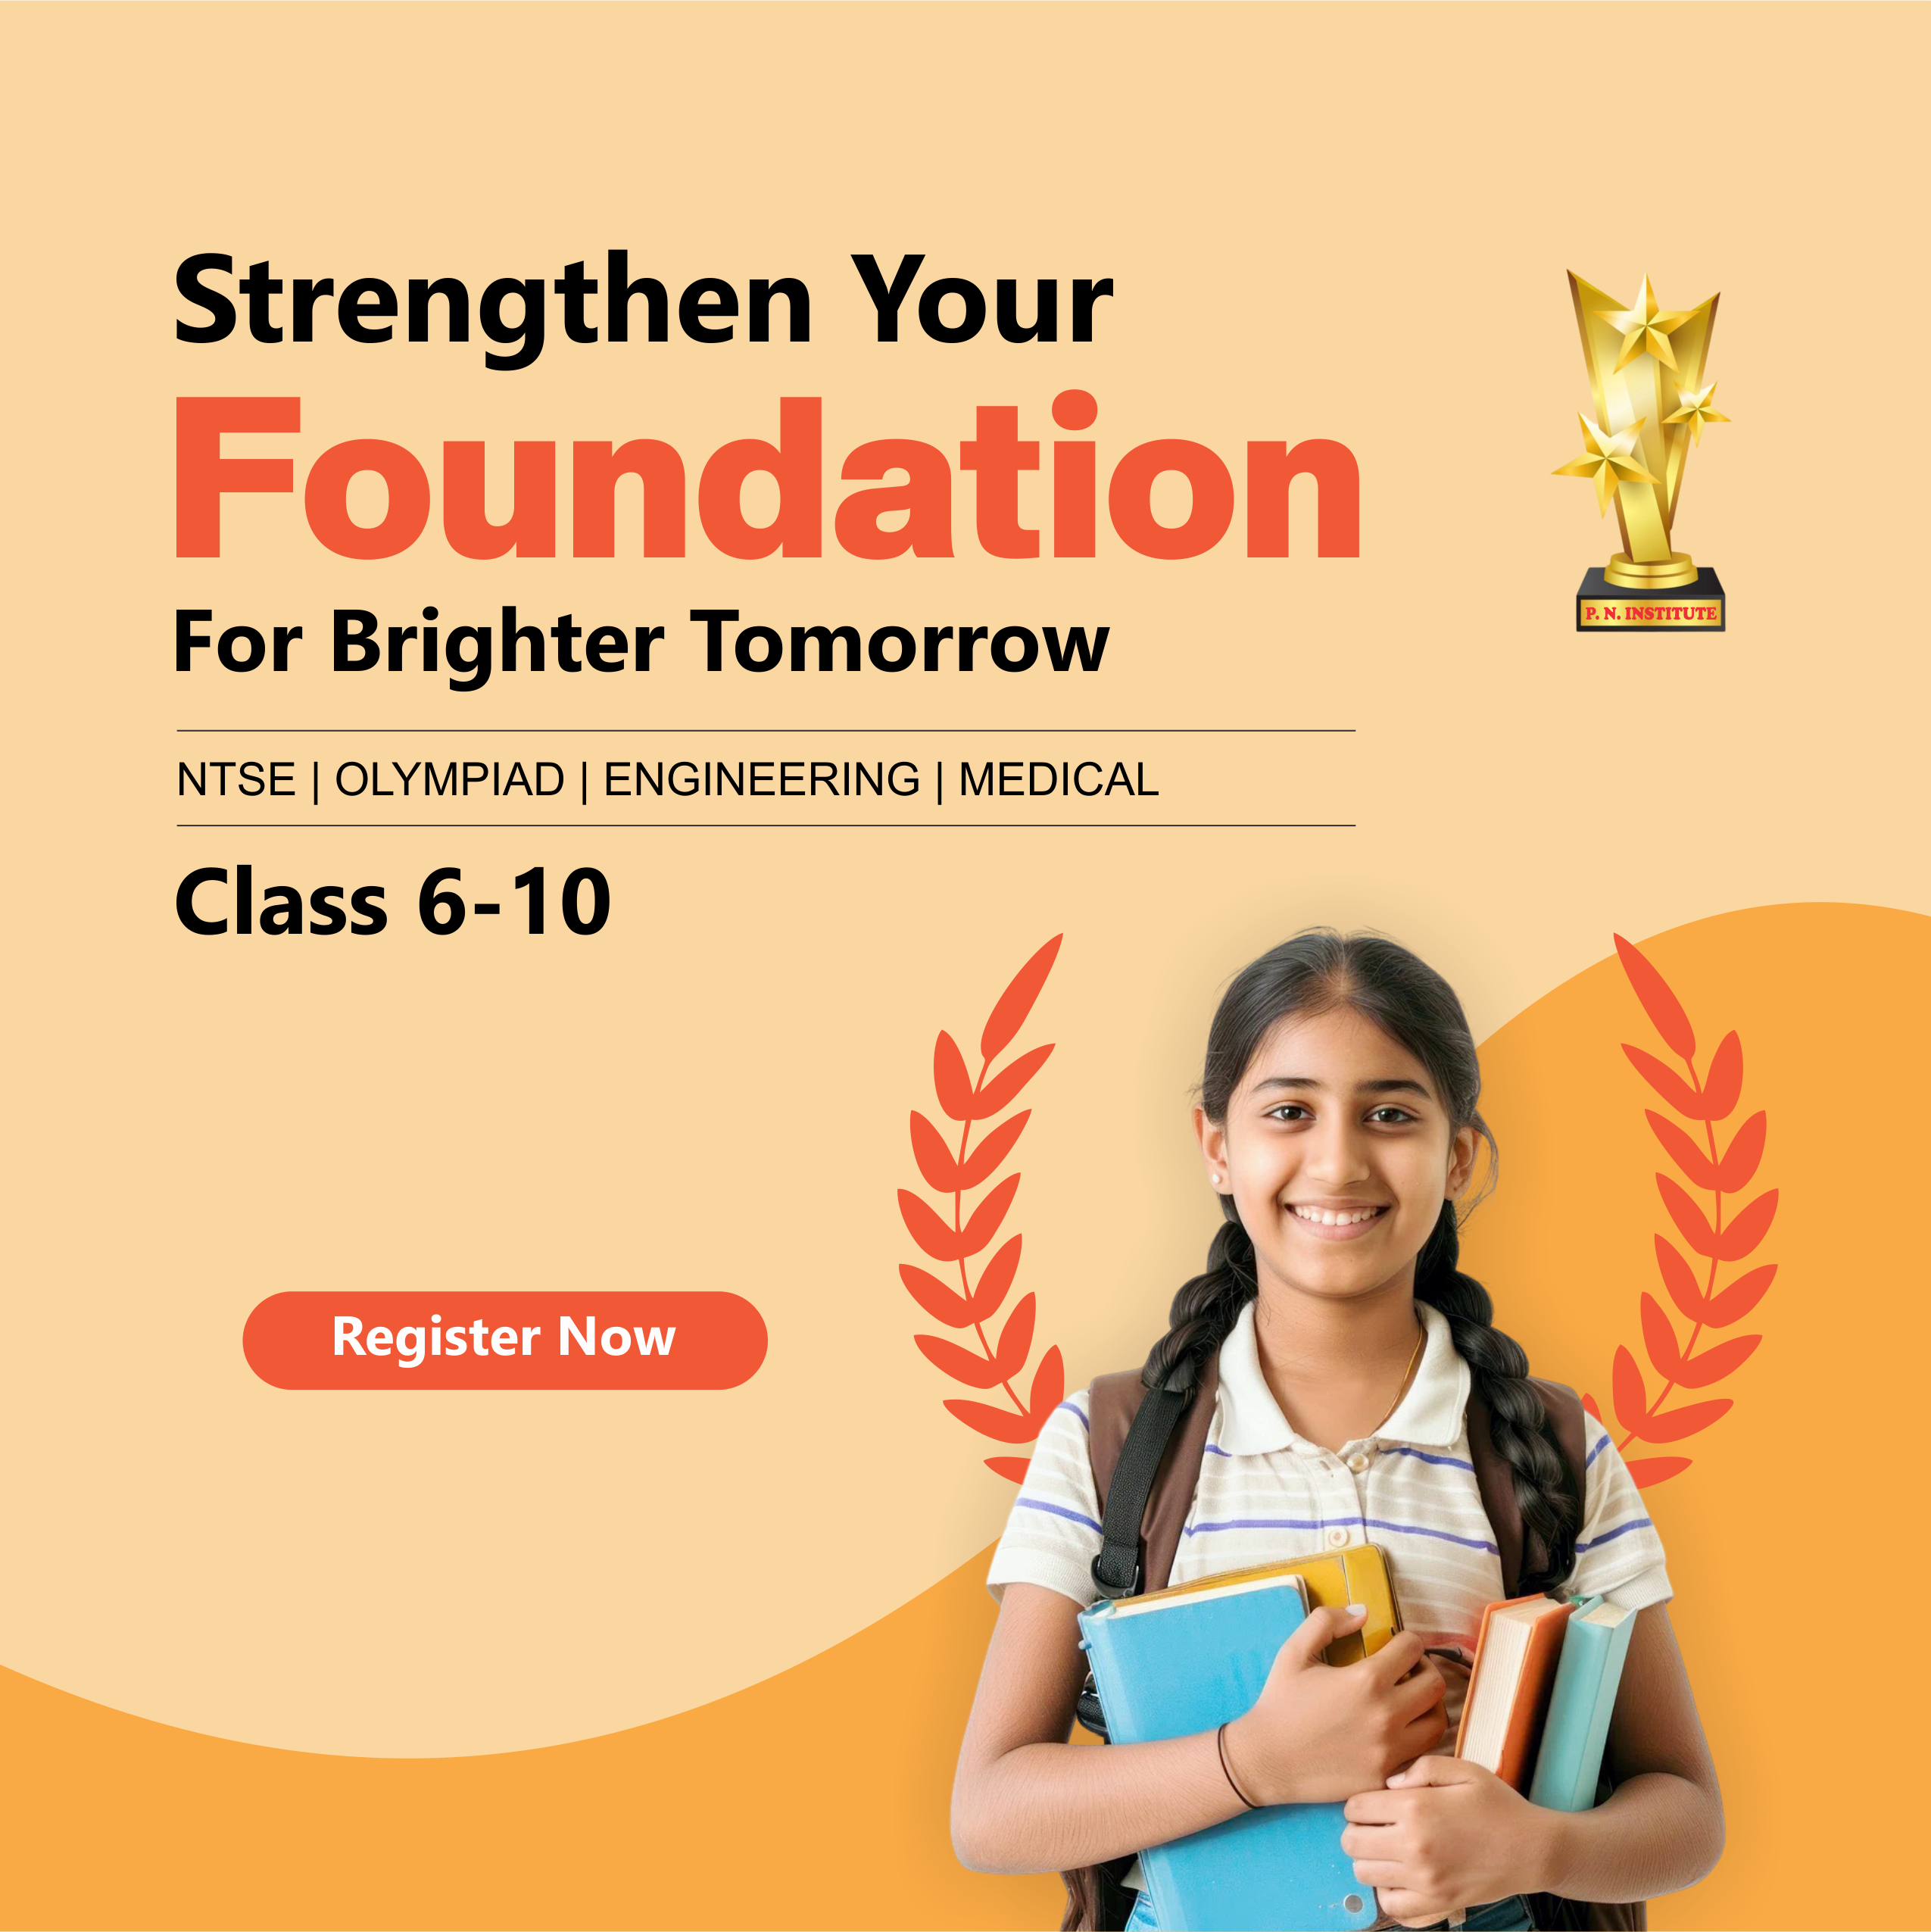 Strengthen Your
Foundation
For Brighter Tomorrow
NTSE | OLYMPIAD | ENGINEERING | MEDICAL
Class 6-10
P. N. INSTITUTE
Register Now